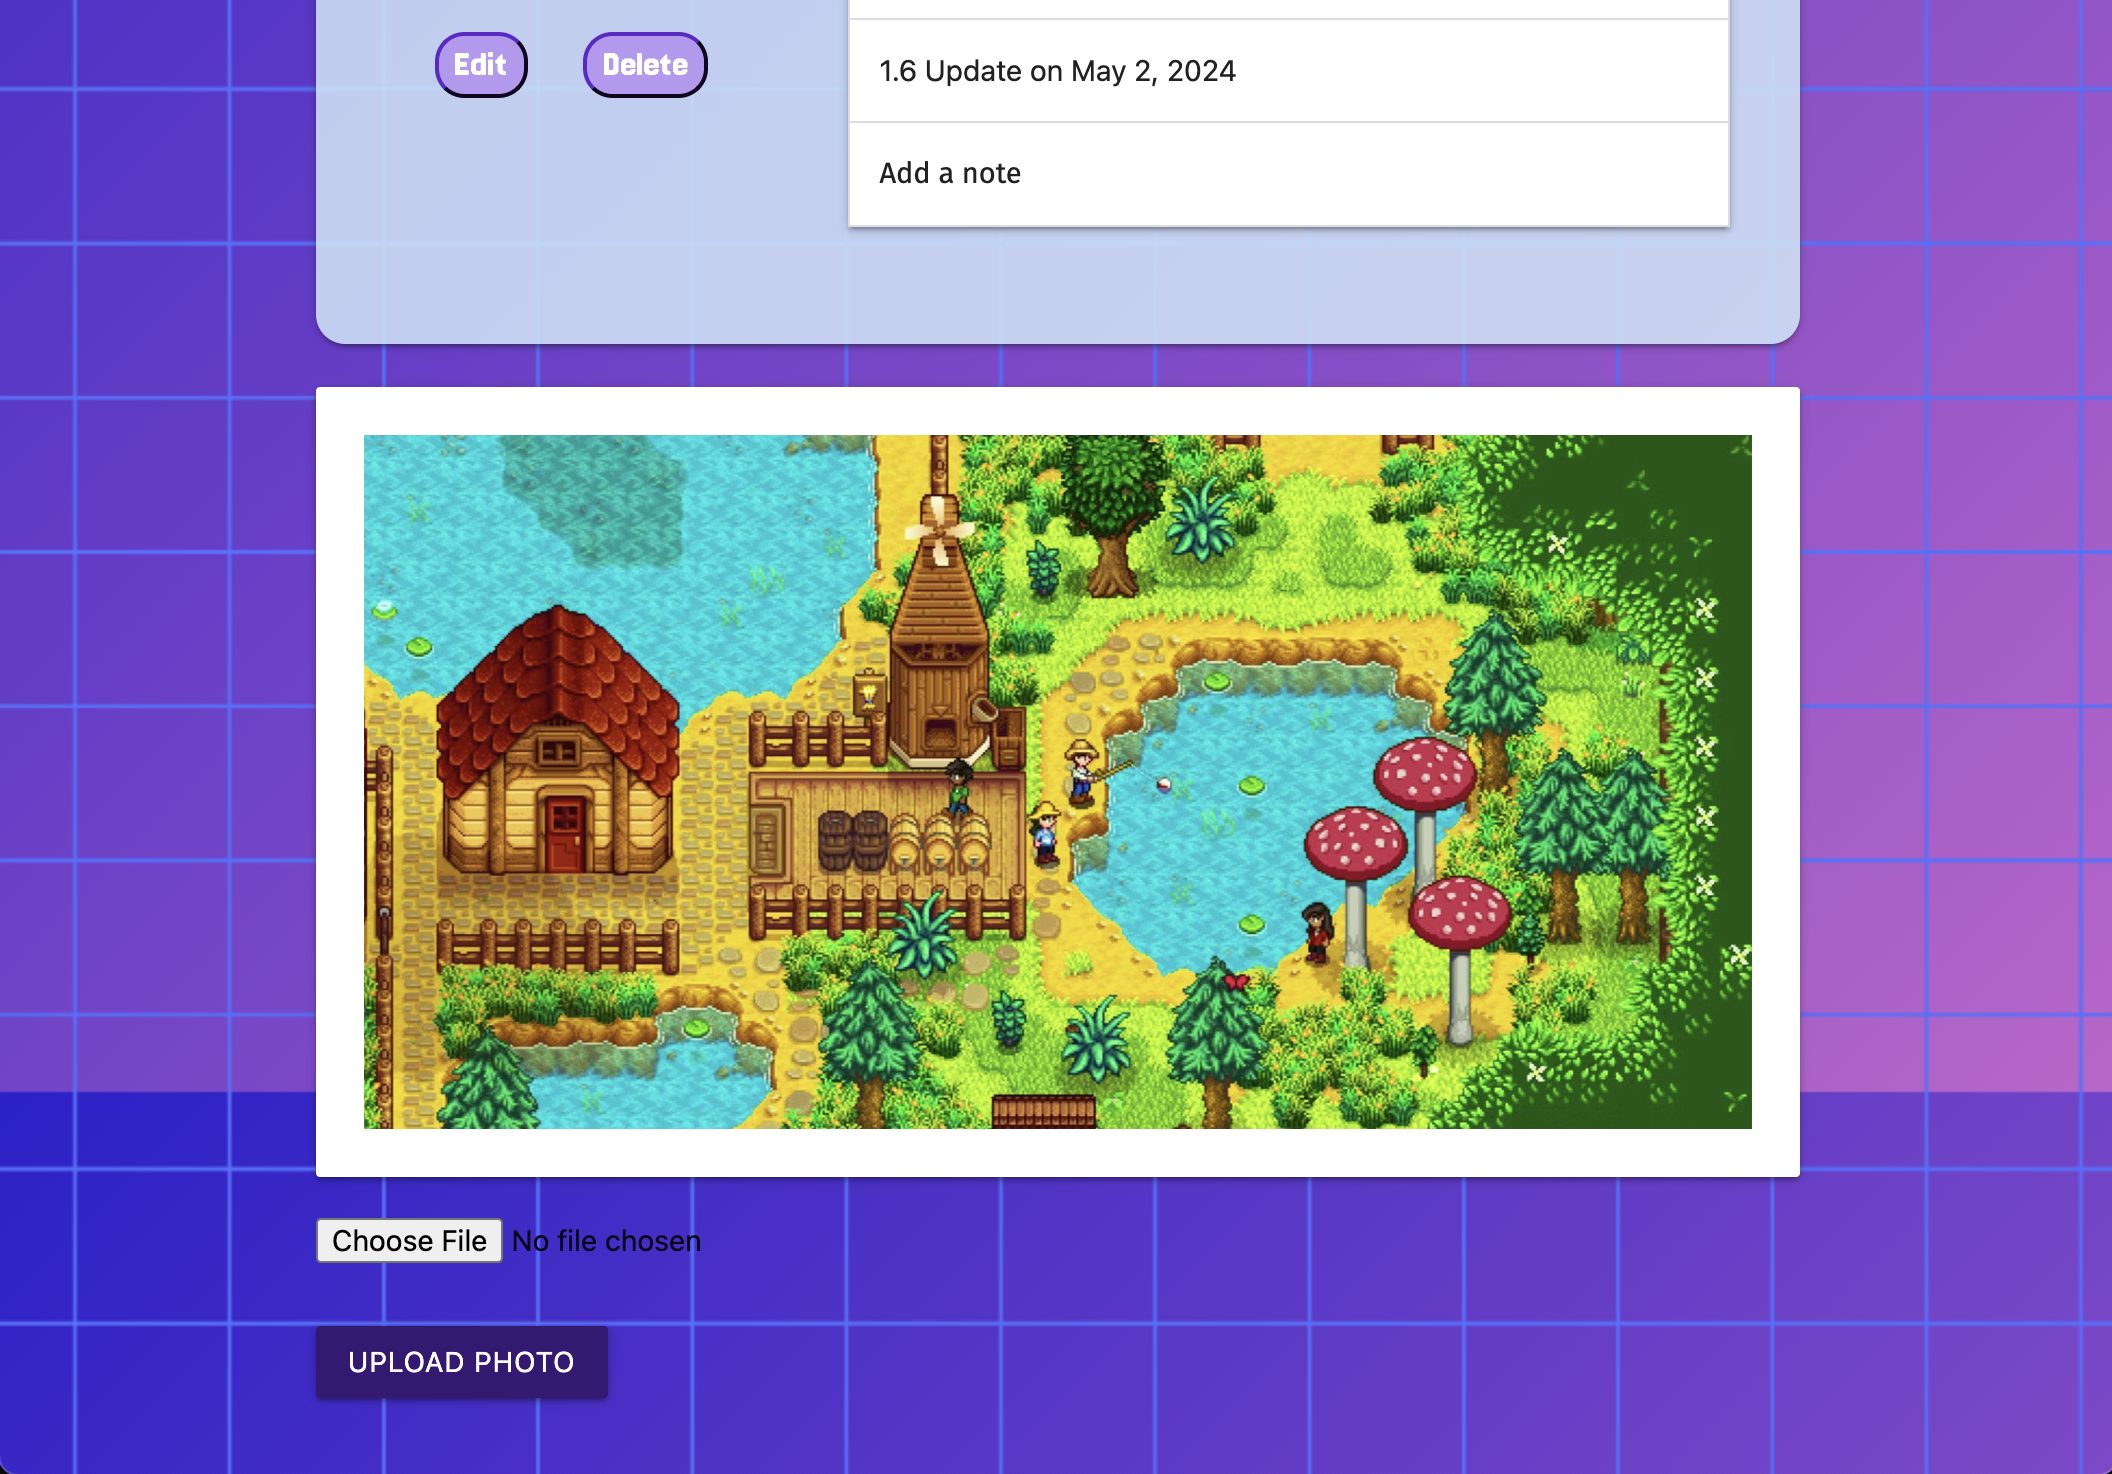 Edit Delete
1.6 Update on May 2, 2024
Add a note
Choose File No file chosen
UPLOAD PHOTO